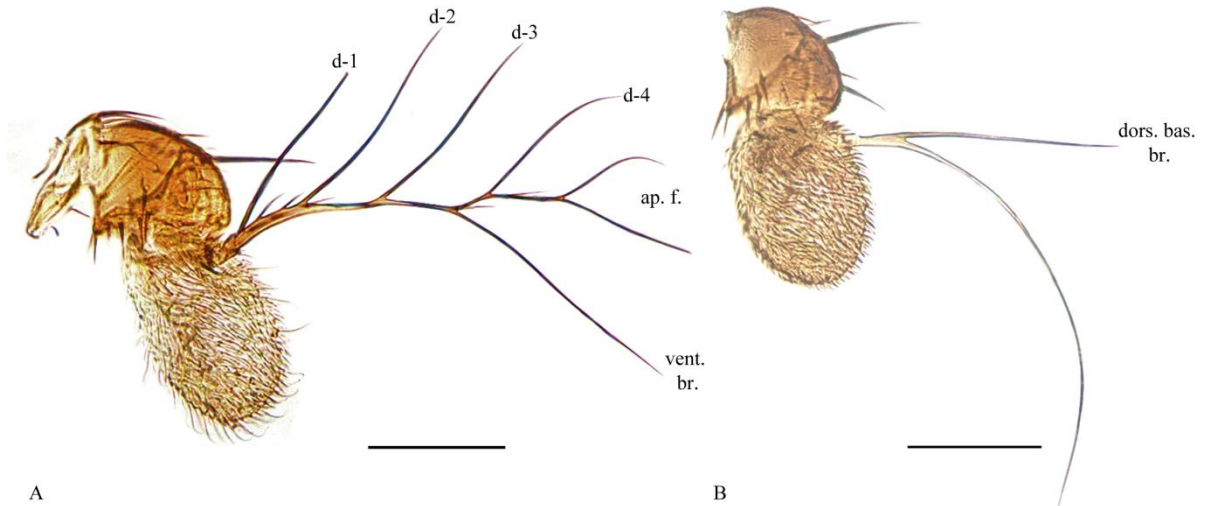 d-1
d-2
d-3
d-4
ap. f.
vent.
br.
A
dors. bas.
br.
B